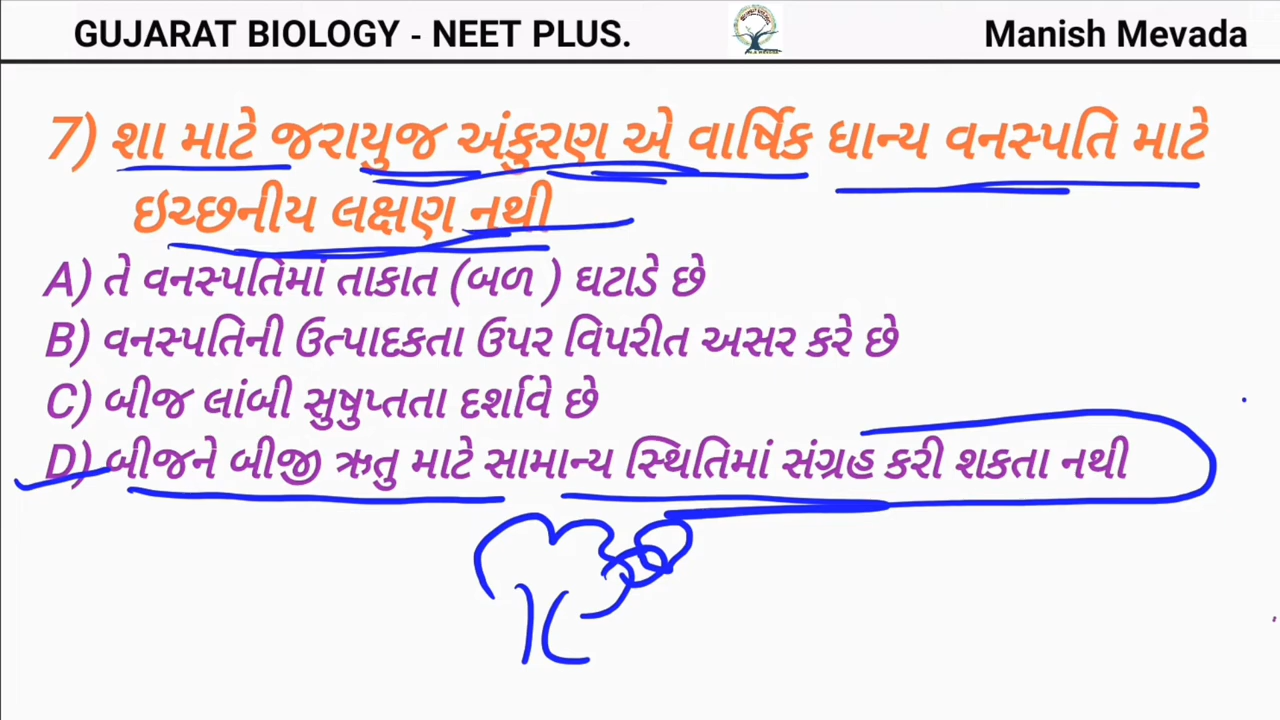 GUJARAT BIOLOGY - NEET PLUS.
Manish Mevada
7) શા માટે જરાયુજ અંકુરણ એ વાર્ષિક ધાન્ય વનસ્પતિ માટે
ઇચ્છનીય લક્ષણ નથી
A) તે વનસ્પતિમાં તાકાત (બળ ) ઘટાડે છે
B) વનસ્પતિની ઉત્પાદકતા ઉપર વિપરીત અસર કરે છે
C) બીજ લાંબી સુષુપ્તતા દર્શાવે છે
D) બીજને બીજી ઋતુ માટે સામાન્ય સ્થિતિમાં સંગ્રહ કરી શકતા નથી